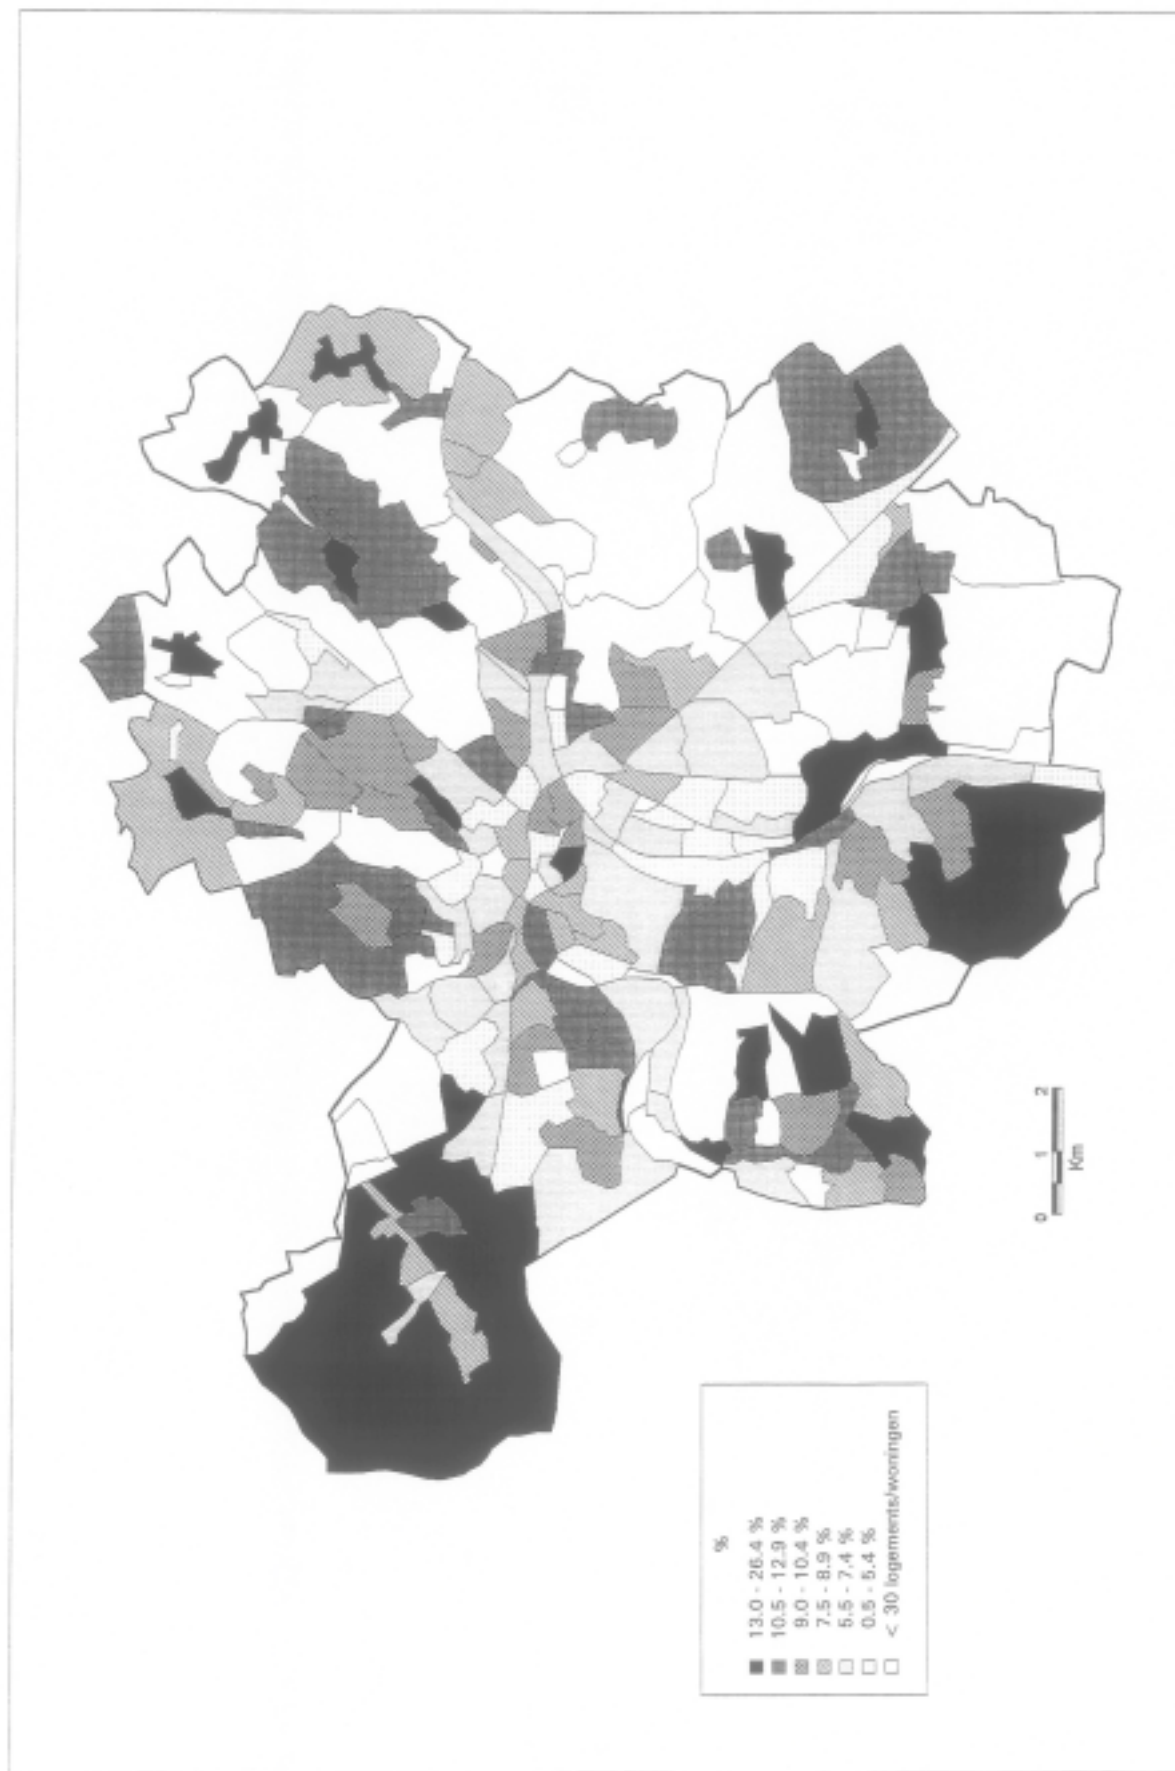 %
13.0 - 26.4 %
10.5 - 12.9 %
9.0 - 10.4 %
7.5 - 8.9 %
5.5 - 7.4 %
0.5 - 5.4 %
< 30 logements/woningen
0 1 2
Km